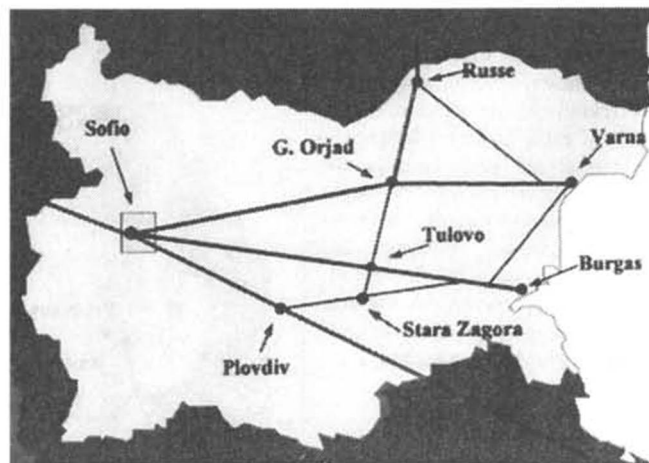 Russe
Sofio
G. Orjad
Varna
Tulovo
Burgas
Stara Zagora
Plovdiv